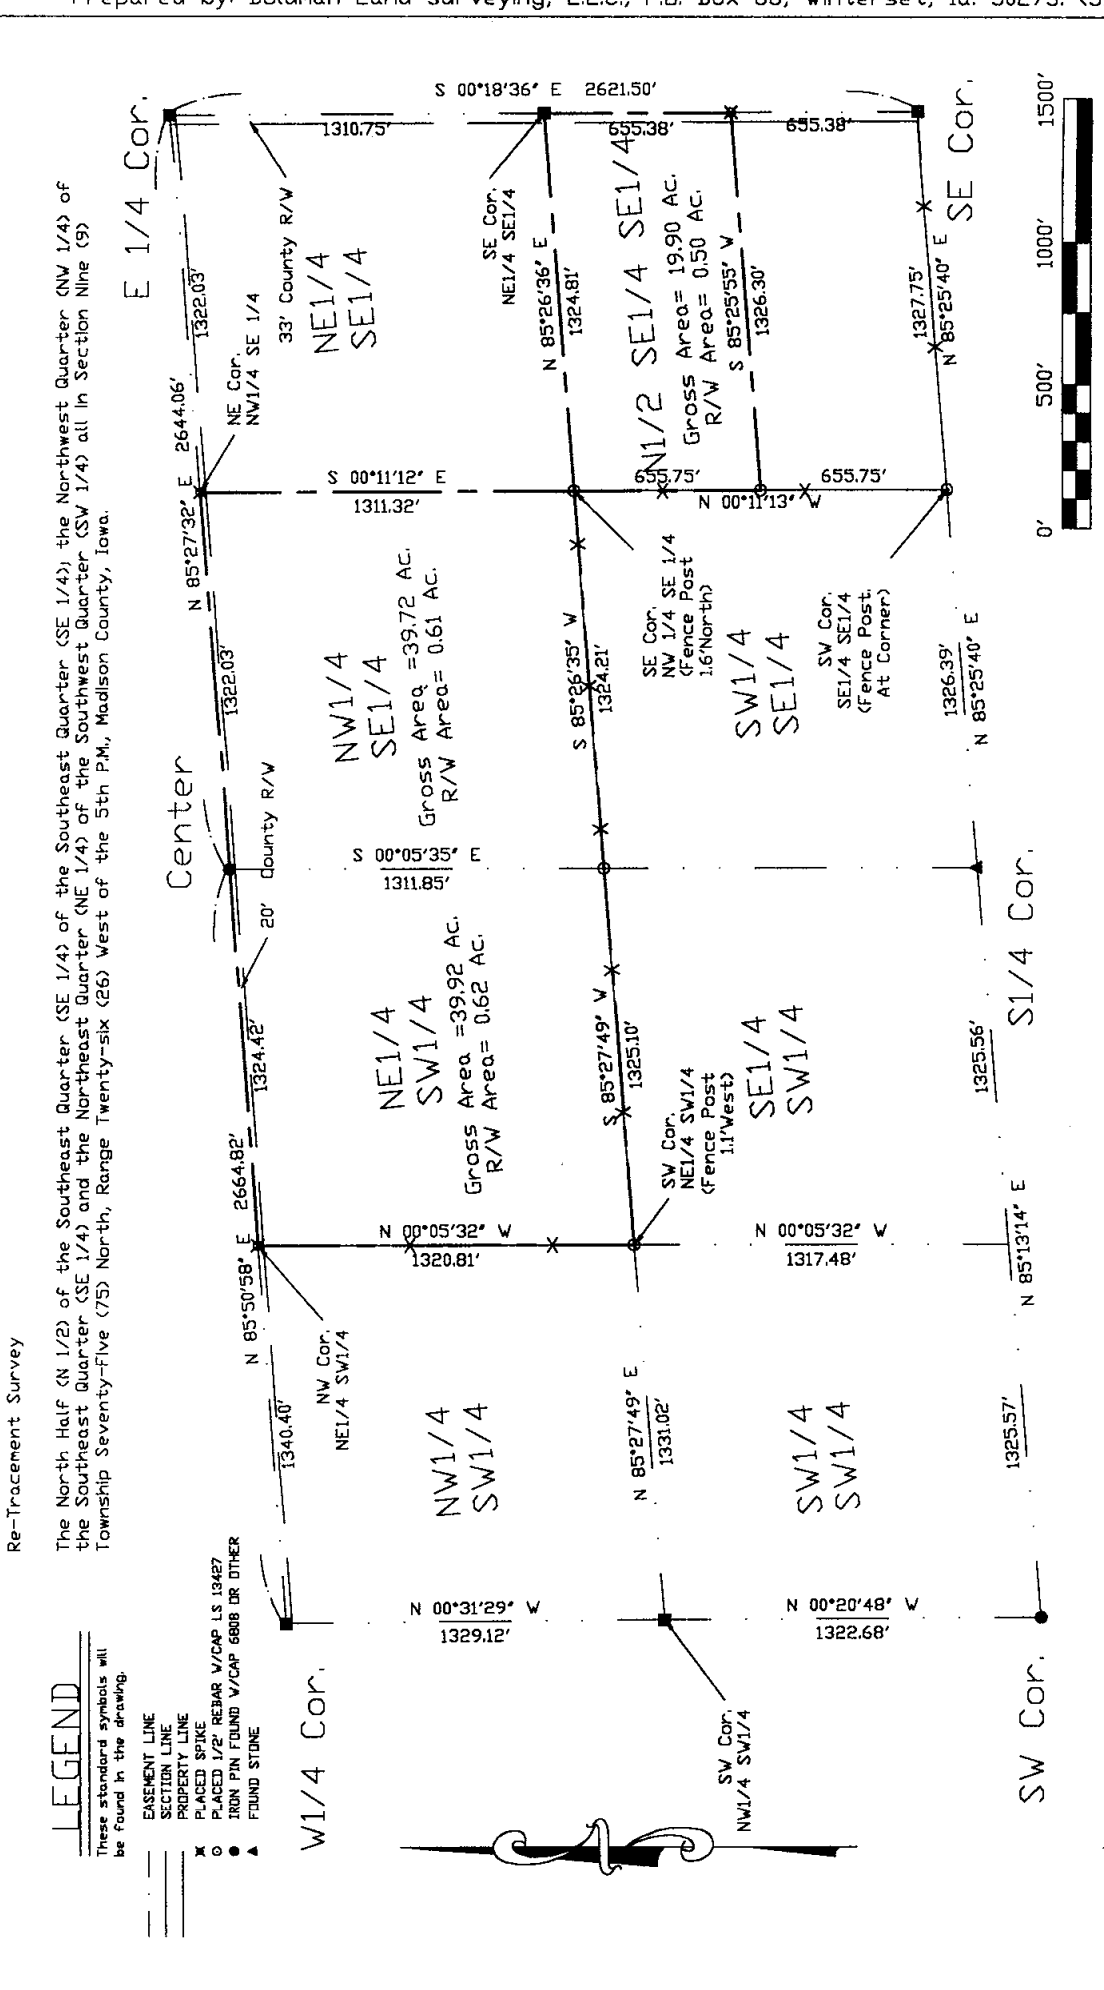 Re-Tracement Survey
The North Half (N 1/2) of the Southeast Quarter (SE 1/4) of the Southeast Quarter (SE 1/4); the Northwest Quarter (NW 1/4) of
the Southeast Quarter (SE 1/4) and the Northeast Quarter (NE 1/4) of the Southwest Quarter (SW 1/4) all in Section Nine (9)
Township Seventy-five (75) North, Range Twenty-six (26) West of the 5th P.M., Madison County, Iowa.
LEGEND
These standard symbols will
be found in the drawing.
EASEMENT LINE
SECTION LINE
PROPERTY LINE
PLACED SPIKE
PLACED 1/2" REBAR W/CAP LS 13427
IRON PIN FOUND W/CAP 6808 OR OTHER
FOUND STONE
W1/4 Cor.
1340.40'
N 85°50'58" E 2664.82'
1324.42'
20' County R/W
Center
1322.03'
N 85°27'32" E 2644.06'
1322.03'
E 1/4 Cor.
NW Cor.
NE1/4 SW1/4
NE Cor.
NW1/4 SE 1/4
33' County R/W
N 00°31'29" W
1329.12'
NW1/4
SW1/4
N 00°05'32" W
1320.81'
NE1/4
SW1/4
Gross Area =39.92 Ac.
R/W Area= 0.62 Ac.
S 00°05'35" E
1311.85'
NW1/4
SE1/4
Gross Area =39.72 Ac.
R/W Area= 0.61 Ac.
S 00°11'12" E
1311.32'
NE1/4
SE1/4
S 00°18'36" E 2621.50'
1310.75'
655.38'
655.38'
SE Cor.
NE1/4 SE1/4
N 85°27'49" E
1331.02'
S 85°27'49" W
1325.10'
S 85°26'35" W
1324.21'
N 85°26'36" E
1324.81'
SW Cor.
NW1/4 SW1/4
SW Cor.
NE1/4 SW1/4
(Fence Post
1.1'West)
SE Cor.
NW 1/4 SE 1/4
(Fence Post
1.6'North)
N1/2 SE1/4 SE1/4
Gross Area= 19.90 Ac.
R/W Area= 0.50 Ac.
S 85°25'55" W
1326.30'
655.75'
N 00°11'13" W
655.75'
N 00°20'48" W
1322.68'
SW1/4
SW1/4
N 00°05'32" W
1317.48'
SE1/4
SW1/4
SW1/4
SE1/4
SW Cor.
SE1/4 SE1/4
(Fence Post
At Corner)
1327.75'
N 85°25'40" E
SE Cor.
SW Cor.
1325.57'
N 85°13'14" E
1325.56'
S1/4 Cor.
1326.39'
N 85°25'40" E
0' 500' 1000' 1500'